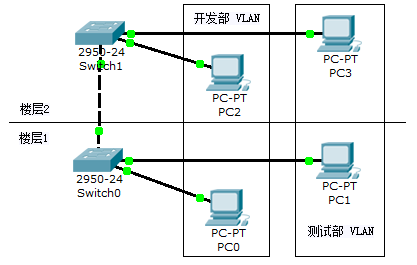 开发部 VLAN
2950-24
Switch1
PC-PT
PC3
PC-PT
PC2
楼层2
楼层1
2950-24
Switch0
PC-PT
PC1
PC-PT
PC0
测试部 VLAN